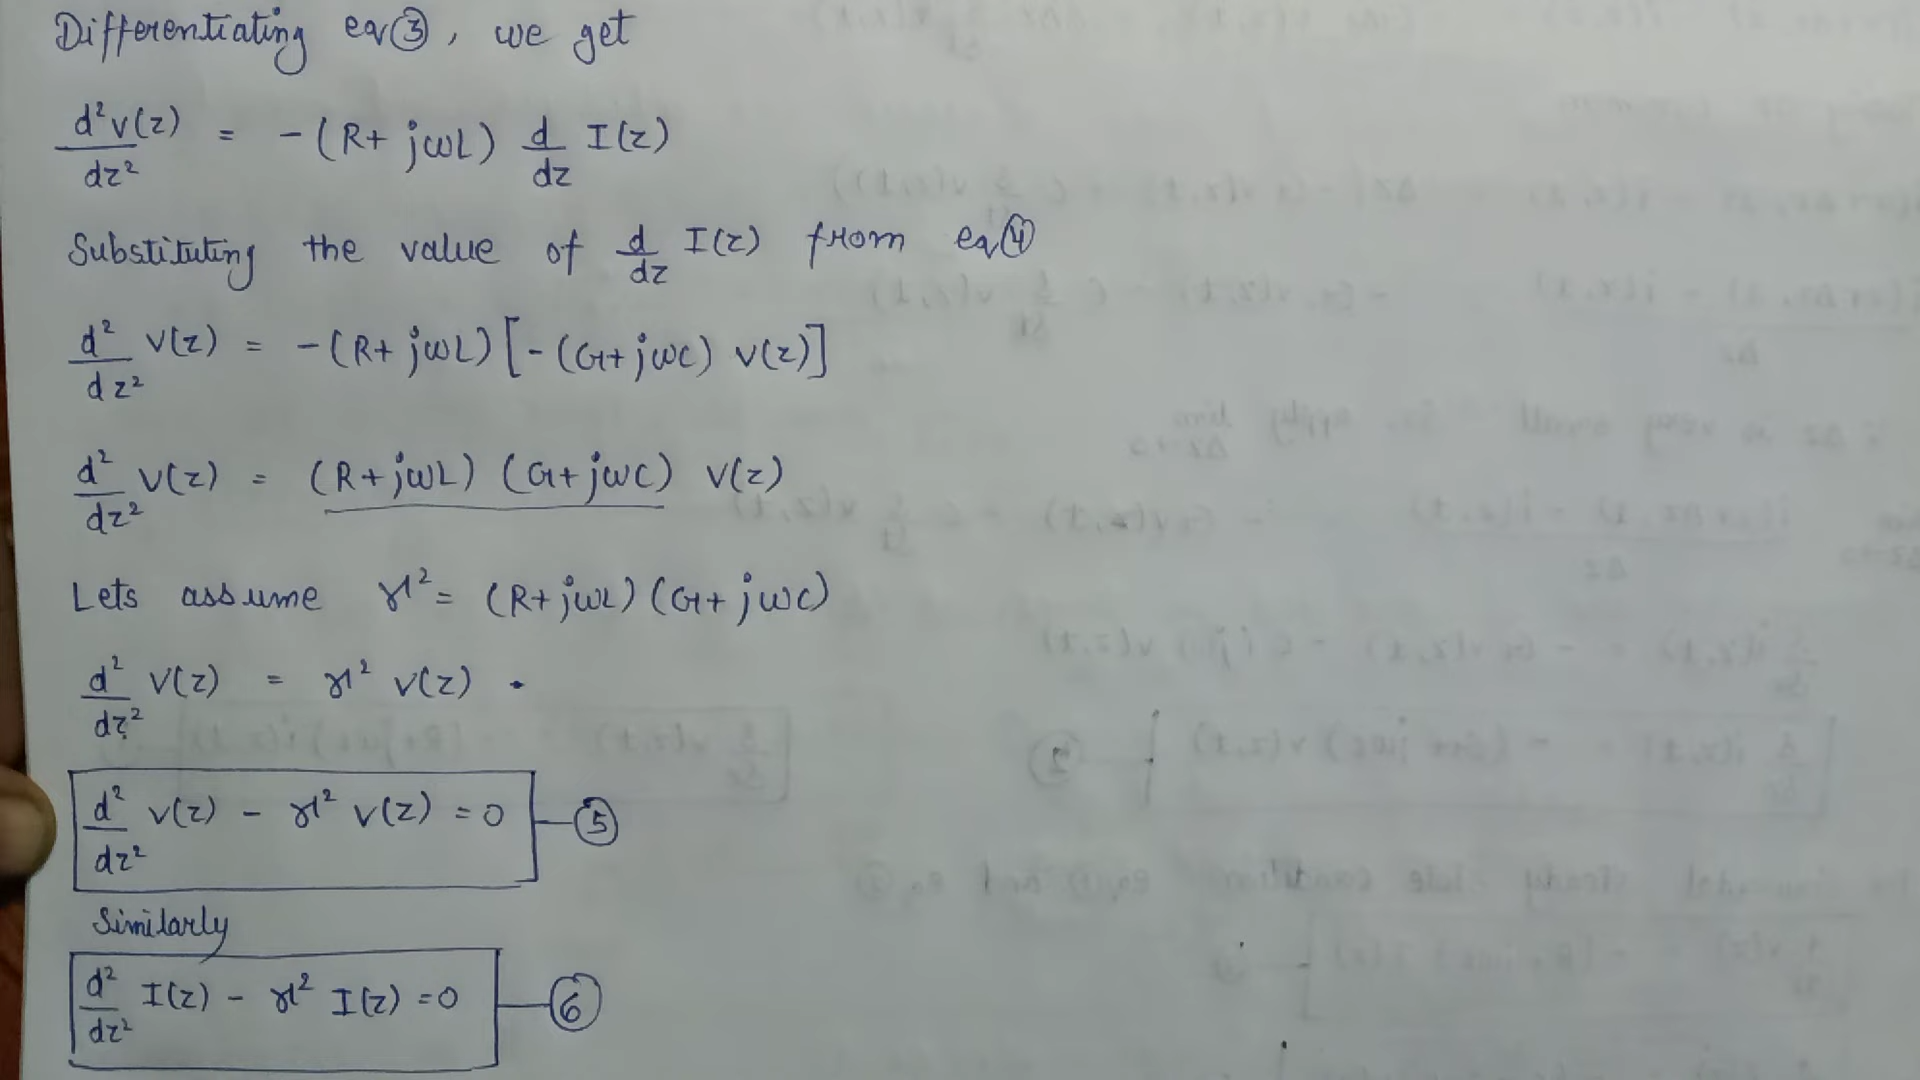 Differentiating eq③, we get
d²V(z)/dz² = -(R+jωL) d/dz I(z)
Substituting the value of d/dz I(z) from eq④
d²/dz² V(z) = -(R+jωL)[-(G+jωC) V(z)]
d²/dz² V(z) = (R+jωL)(G+jωC) V(z)
Lets assume γ² = (R+jωL)(G+jωC)
d²/dz² V(z) = γ² V(z) .
d²/dz² V(z) - γ² V(z) = 0 — ⑤
Similarly
d²/dz² I(z) - γ² I(z) = 0 — ⑥